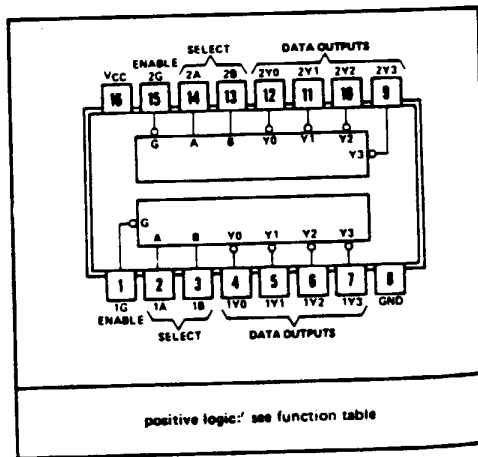 SELECT DATA OUTPUTS
ENABLE
VCC 2G 2A 2B 2Y0 2Y1 2Y2 2Y3
16 15 14 13 12 11 10 9
G A B Y0 Y1 Y2
Y3
G
A B Y0 Y1 Y2 Y3
1 2 3 4 5 6 7 8
1G 1A 1B 1Y0 1Y1 1Y2 1Y3 GND
ENABLE
SELECT DATA OUTPUTS
positive logic: see function table